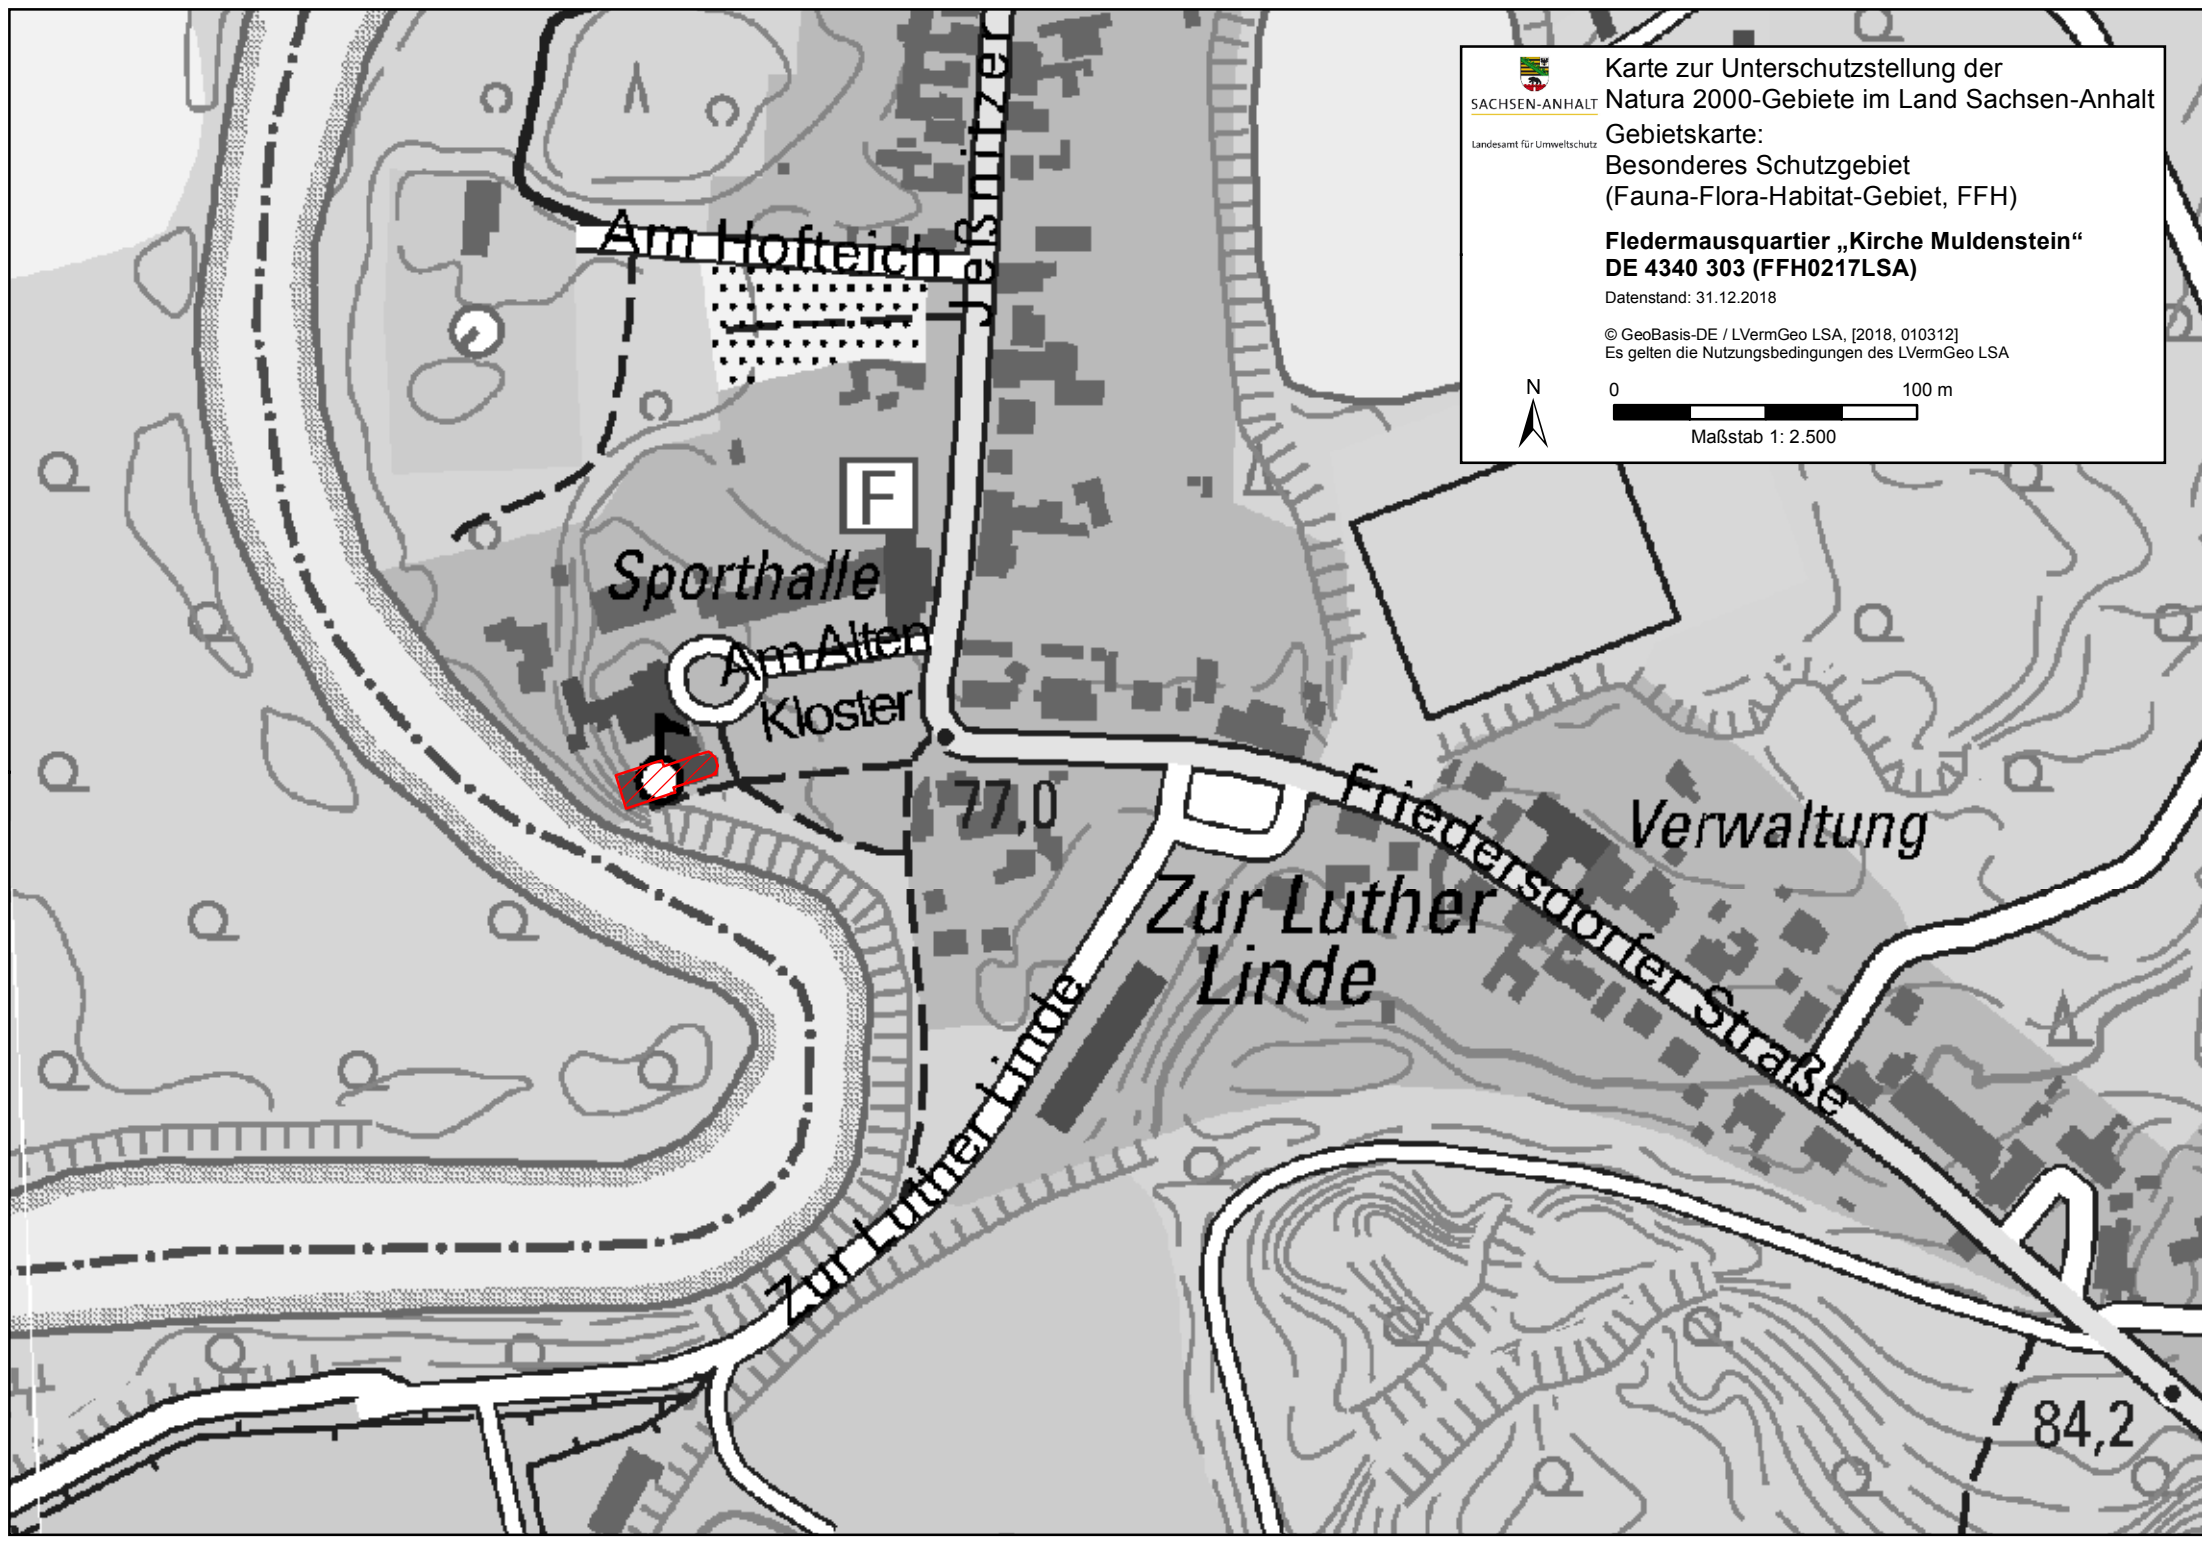 SACHSEN-ANHALT
Landesamt für Umweltschutz
Karte zur Unterschutzstellung der
Natura 2000-Gebiete im Land Sachsen-Anhalt
Gebietskarte:
Besonderes Schutzgebiet
(Fauna-Flora-Habitat-Gebiet, FFH)
Fledermausquartier „Kirche Muldenstein“
DE 4340 303 (FFH0217LSA)
Datenstand: 31.12.2018
© GeoBasis-DE / LVermGeo LSA, [2018, 010312]
Es gelten die Nutzungsbedingungen des LVermGeo LSA
N
0 100 m
Maßstab 1: 2.500
Jeßnitzer
Am Hofteich
F
Sporthalle
Am Alten
Kloster
77,0
Friedersdorfer Straße
Verwaltung
Zur Luther
Linde
Zur Luther Linde
84,2